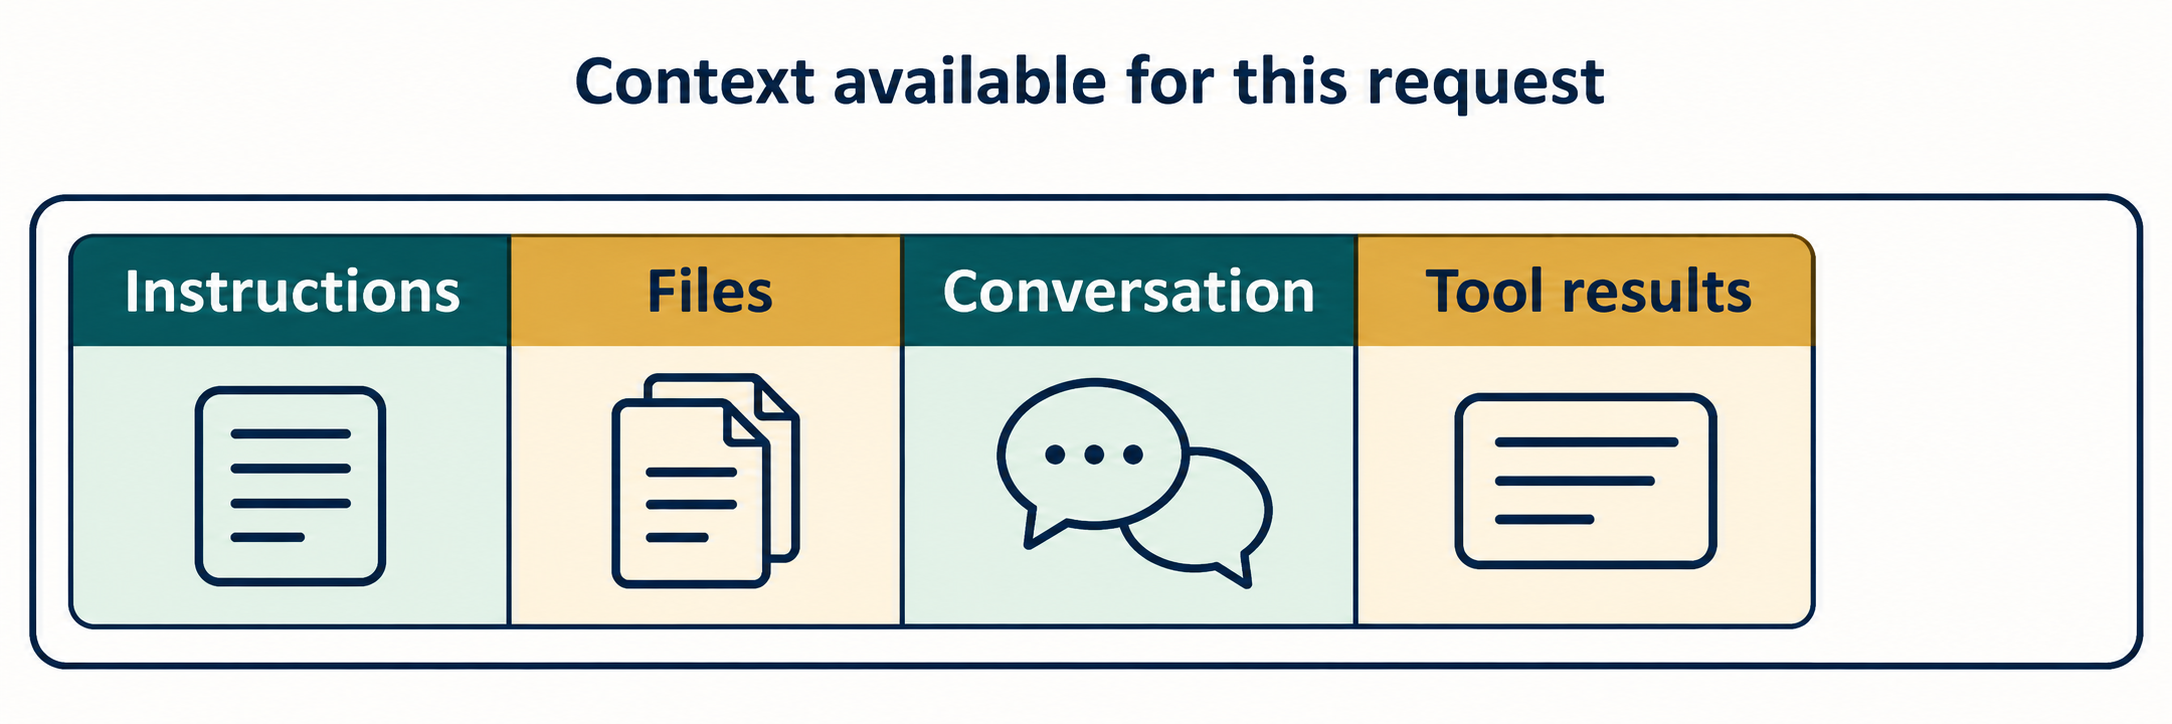 Context available for this request
Instructions
Files
Conversation
Tool results